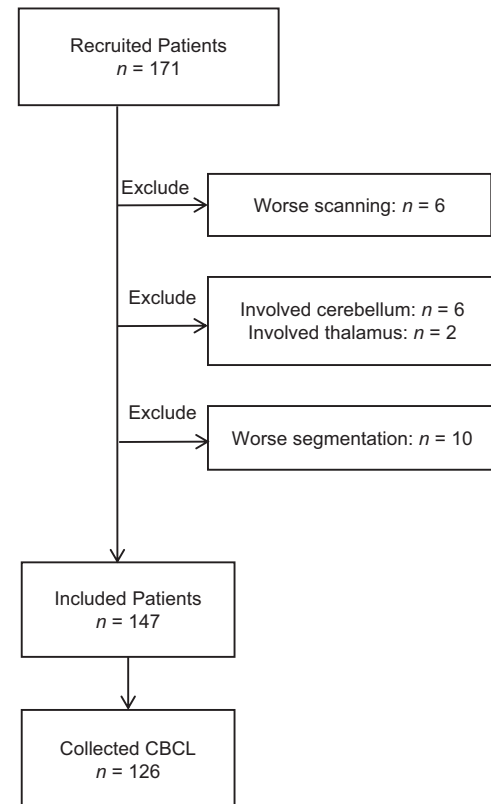 Recruited Patients
n = 171
Exclude
Worse scanning: n = 6
Exclude
Involved cerebellum: n = 6
Involved thalamus: n = 2
Exclude
Worse segmentation: n = 10
Included Patients
n = 147
Collected CBCL
n = 126